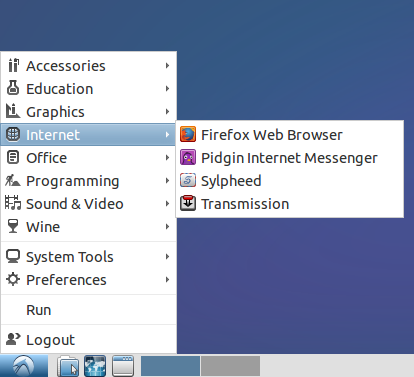 Accessories
Education
Graphics
Internet
Office
Programming
Sound & Video
Wine
System Tools
Preferences
Run
Logout
Firefox Web Browser
Pidgin Internet Messenger
Sylpheed
Transmission